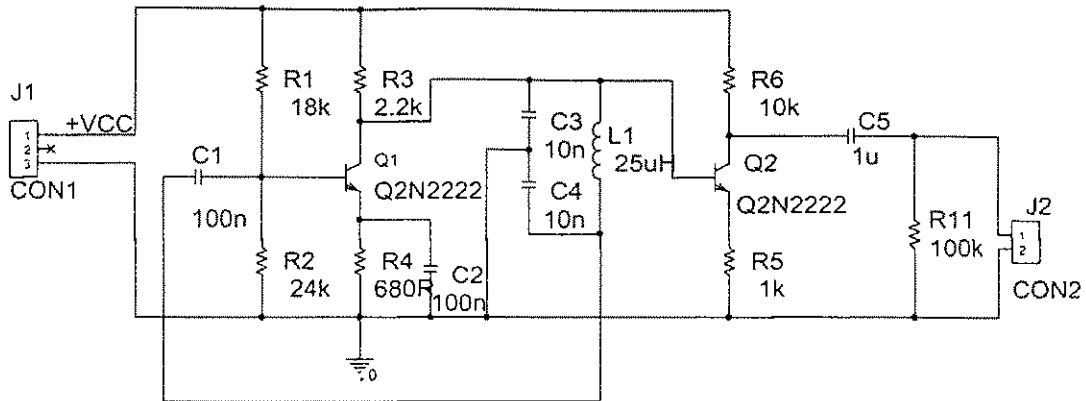 J1
+VCC
1
2
3
CON1
C1
100n
R1
18k
R2
24k
R3
2.2k
Q1
Q2N2222
R4
680R
C2
100n
0
C3
10n
C4
10n
L1
25uH
R6
10k
Q2
Q2N2222
R5
1k
C5
1u
R11
100k
J2
1
2
CON2